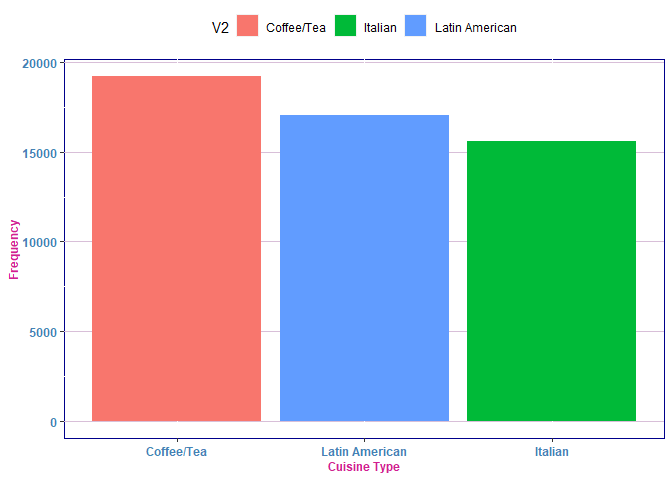 V2 Coffee/Tea Italian Latin American
20000
15000
10000
5000
0
Frequency
Coffee/Tea Latin American Italian
Cuisine Type